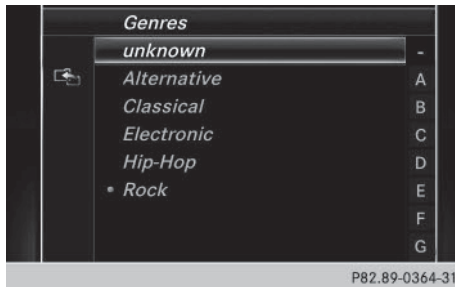 Genres
unknown -
Alternative A
Classical B
Electronic C
Hip-Hop D
• Rock E
F
G
P82.89-0364-31